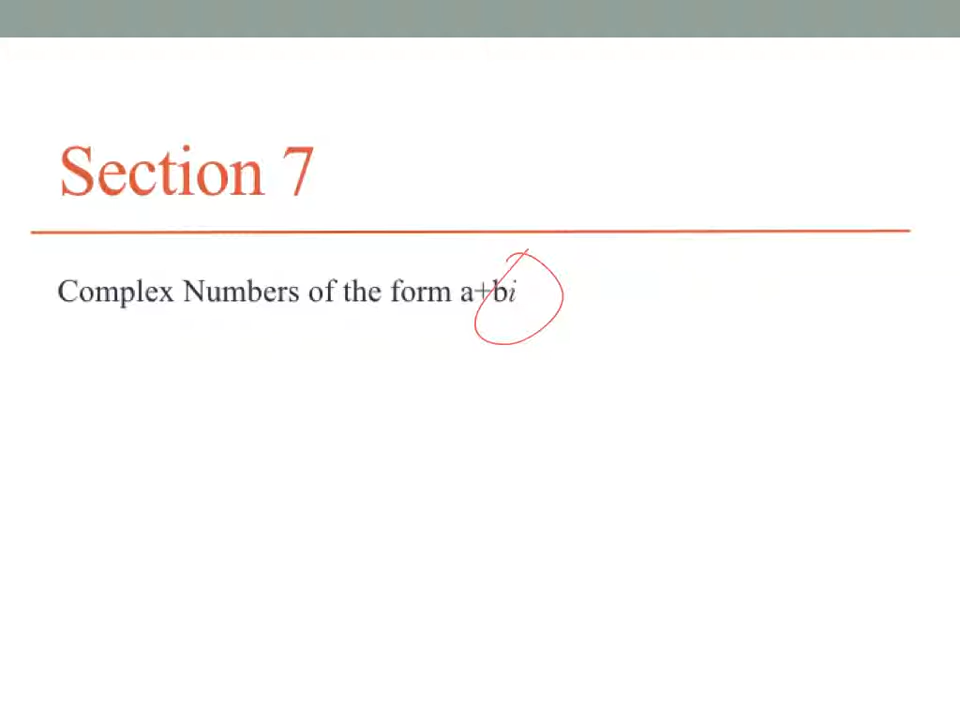 Section 7
Complex Numbers of the form a+bi